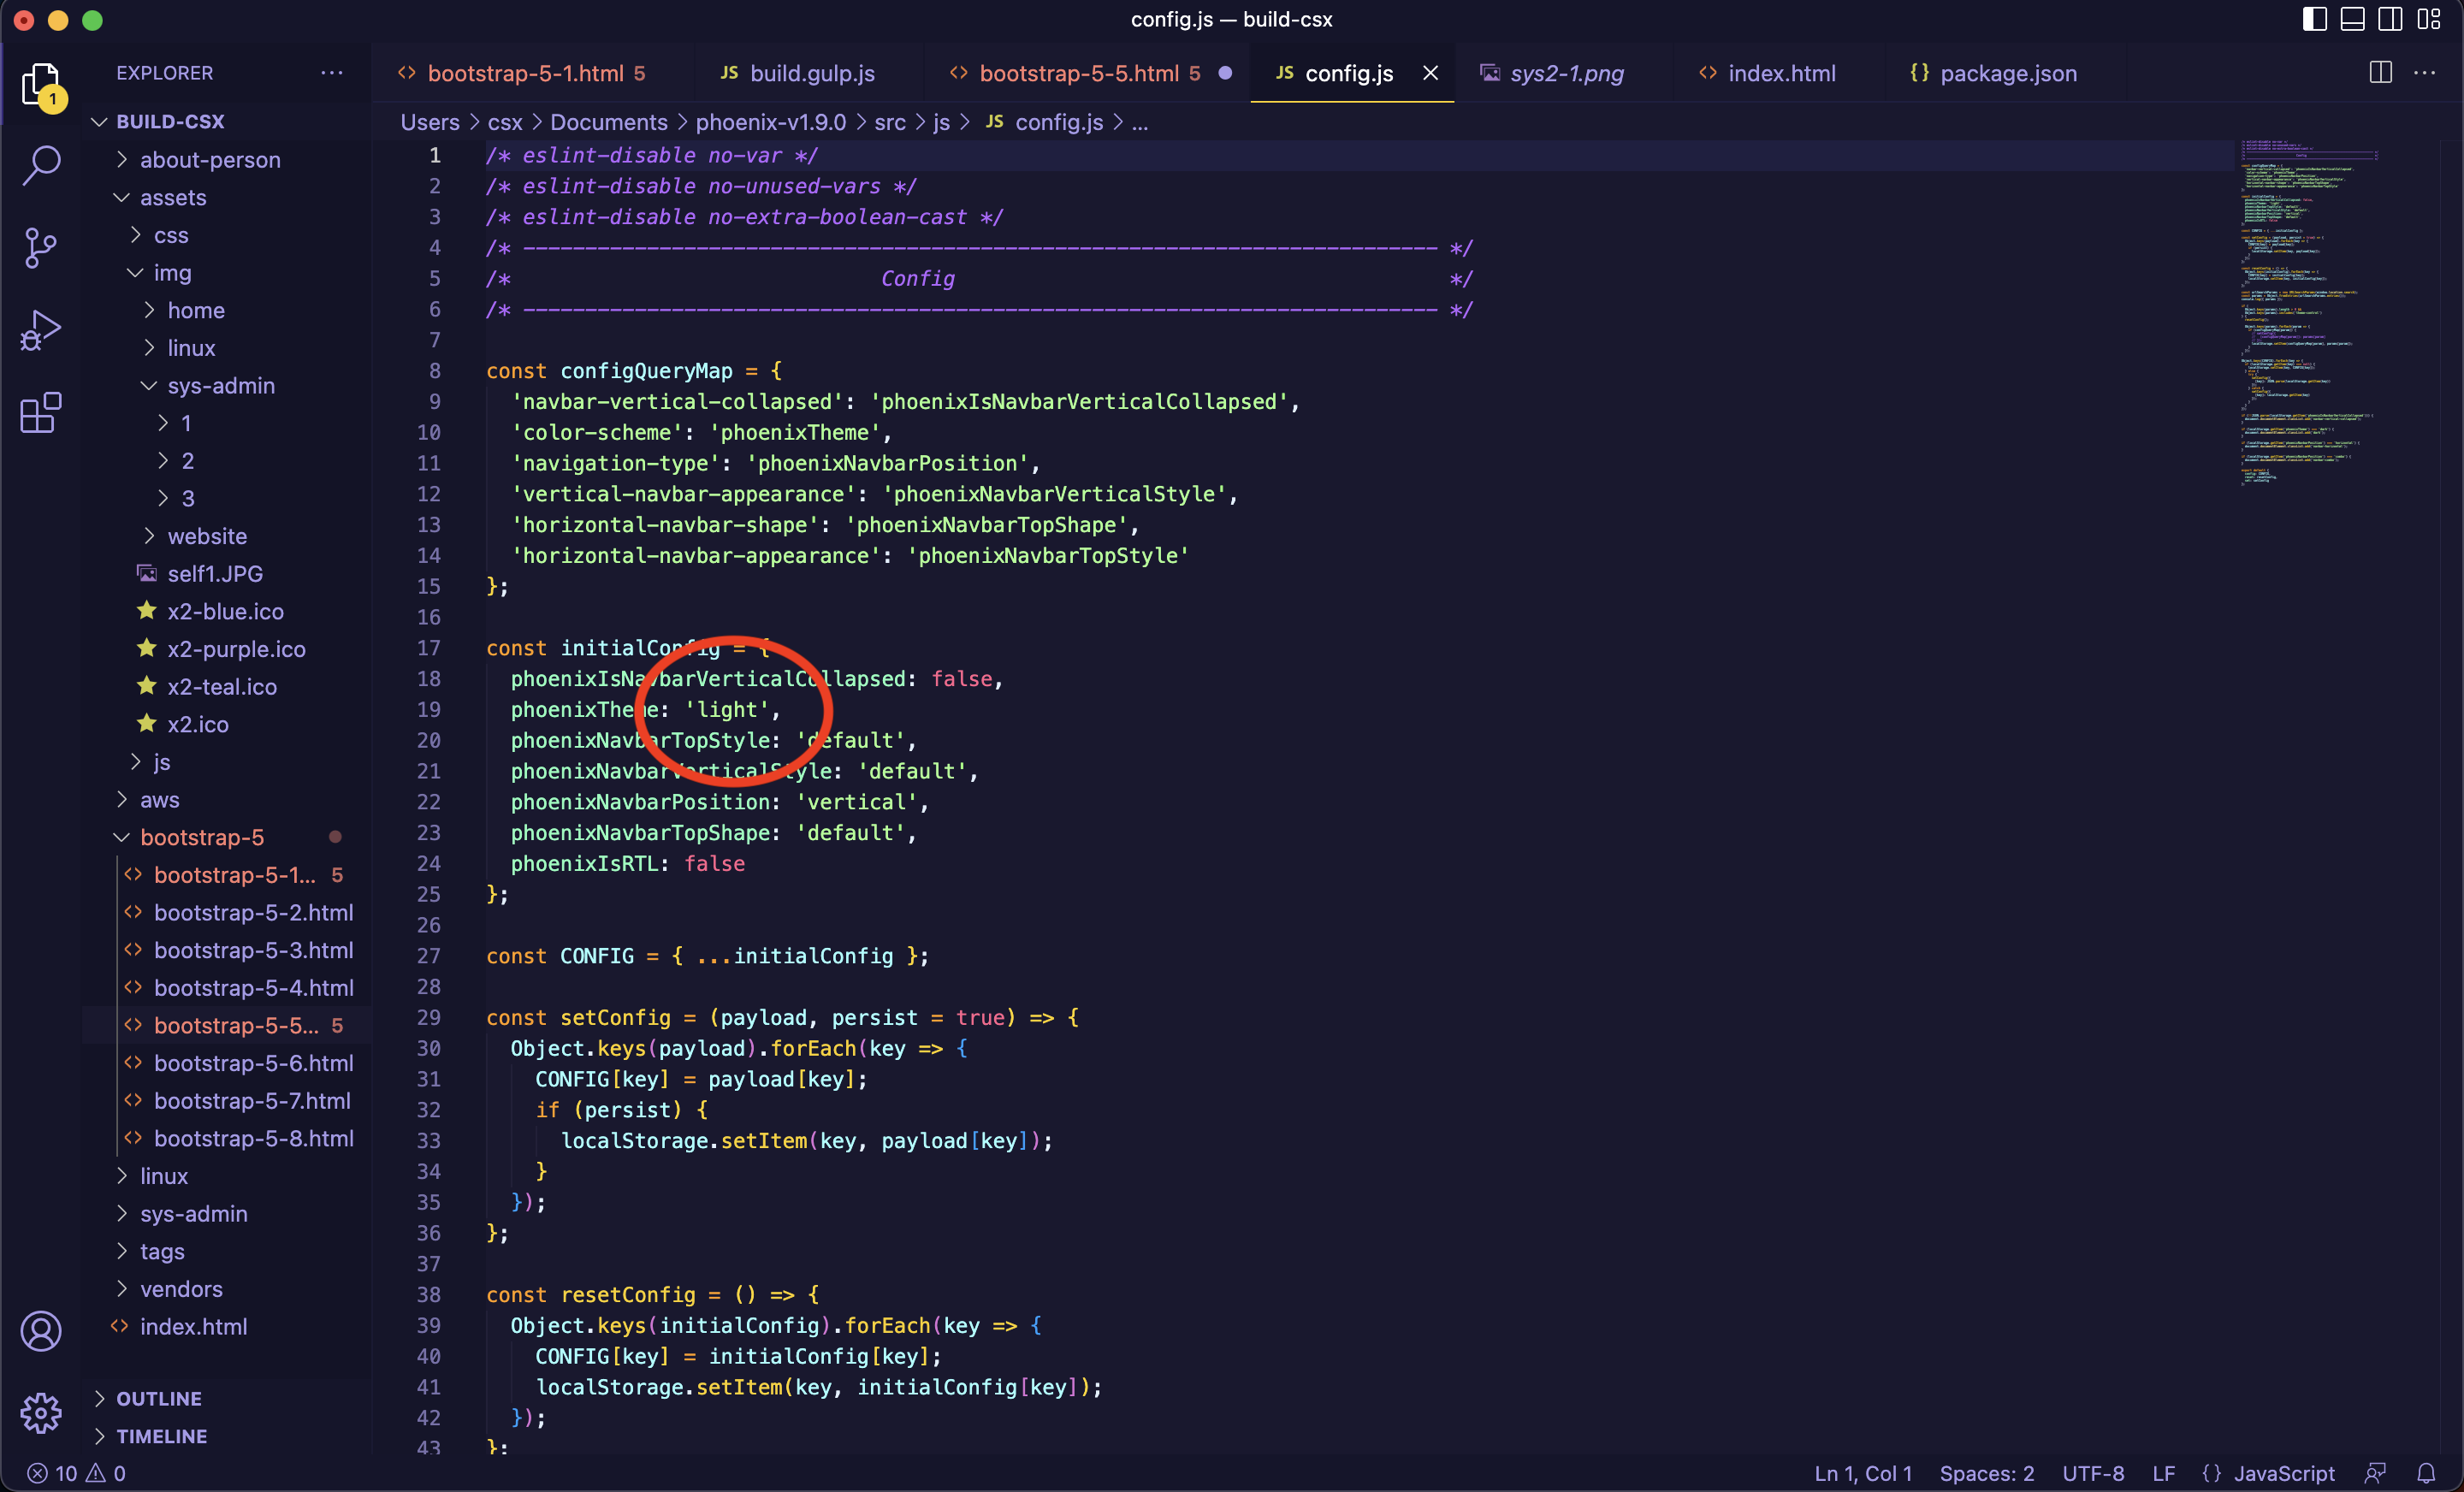 config.js — build-csx
EXPLORER
1
BUILD-CSX
about-person
assets
css
img
home
linux
sys-admin
1
2
3
website
self1.JPG
x2-blue.ico
x2-purple.ico
x2-teal.ico
x2.ico
js
aws
bootstrap-5
bootstrap-5-1... 5
bootstrap-5-2.html
bootstrap-5-3.html
bootstrap-5-4.html
bootstrap-5-5... 5
bootstrap-5-6.html
bootstrap-5-7.html
bootstrap-5-8.html
linux
sys-admin
tags
vendors
index.html
OUTLINE
TIMELINE
bootstrap-5-1.html 5 JS build.gulp.js bootstrap-5-5.html 5 JS config.js sys2-1.png index.html {} package.json
Users > csx > Documents > phoenix-v1.9.0 > src > js > JS config.js > ...
1 /* eslint-disable no-var */
2 /* eslint-disable no-unused-vars */
3 /* eslint-disable no-extra-boolean-cast */
4 /* -------------------------------------------------------------------------- */
5 /* Config */
6 /* -------------------------------------------------------------------------- */
7
8 const configQueryMap = {
9 'navbar-vertical-collapsed': 'phoenixIsNavbarVerticalCollapsed',
10 'color-scheme': 'phoenixTheme',
11 'navigation-type': 'phoenixNavbarPosition',
12 'vertical-navbar-appearance': 'phoenixNavbarVerticalStyle',
13 'horizontal-navbar-shape': 'phoenixNavbarTopShape',
14 'horizontal-navbar-appearance': 'phoenixNavbarTopStyle'
15 };
16
17 const initialConfig = {
18 phoenixIsNavbarVerticalCollapsed: false,
19 phoenixTheme: 'light',
20 phoenixNavbarTopStyle: 'default',
21 phoenixNavbarVerticalStyle: 'default',
22 phoenixNavbarPosition: 'vertical',
23 phoenixNavbarTopShape: 'default',
24 phoenixIsRTL: false
25 };
26
27 const CONFIG = { ...initialConfig };
28
29 const setConfig = (payload, persist = true) => {
30 Object.keys(payload).forEach(key => {
31 CONFIG[key] = payload[key];
32 if (persist) {
33 localStorage.setItem(key, payload[key]);
34 }
35 });
36 };
37
38 const resetConfig = () => {
39 Object.keys(initialConfig).forEach(key => {
40 CONFIG[key] = initialConfig[key];
41 localStorage.setItem(key, initialConfig[key]);
42 });
43 };
10 0
Ln 1, Col 1 Spaces: 2 UTF-8 LF {} JavaScript